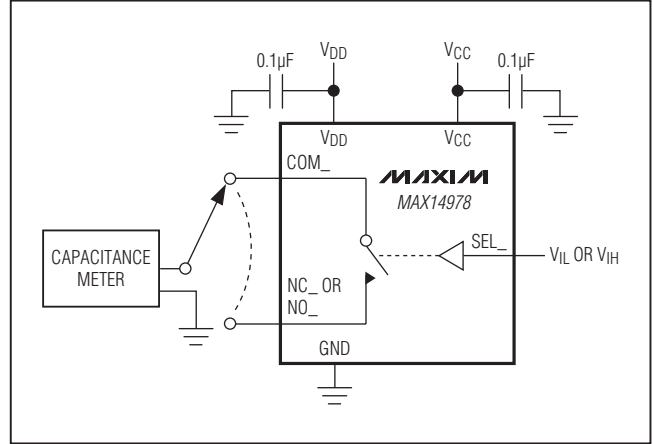 0.1µF
VDD
VCC
0.1µF
VDD
VCC
COM_
MAXIM
MAX14978
SEL_
VIL OR VIH
CAPACITANCE
METER
NC_ OR
NO_
GND